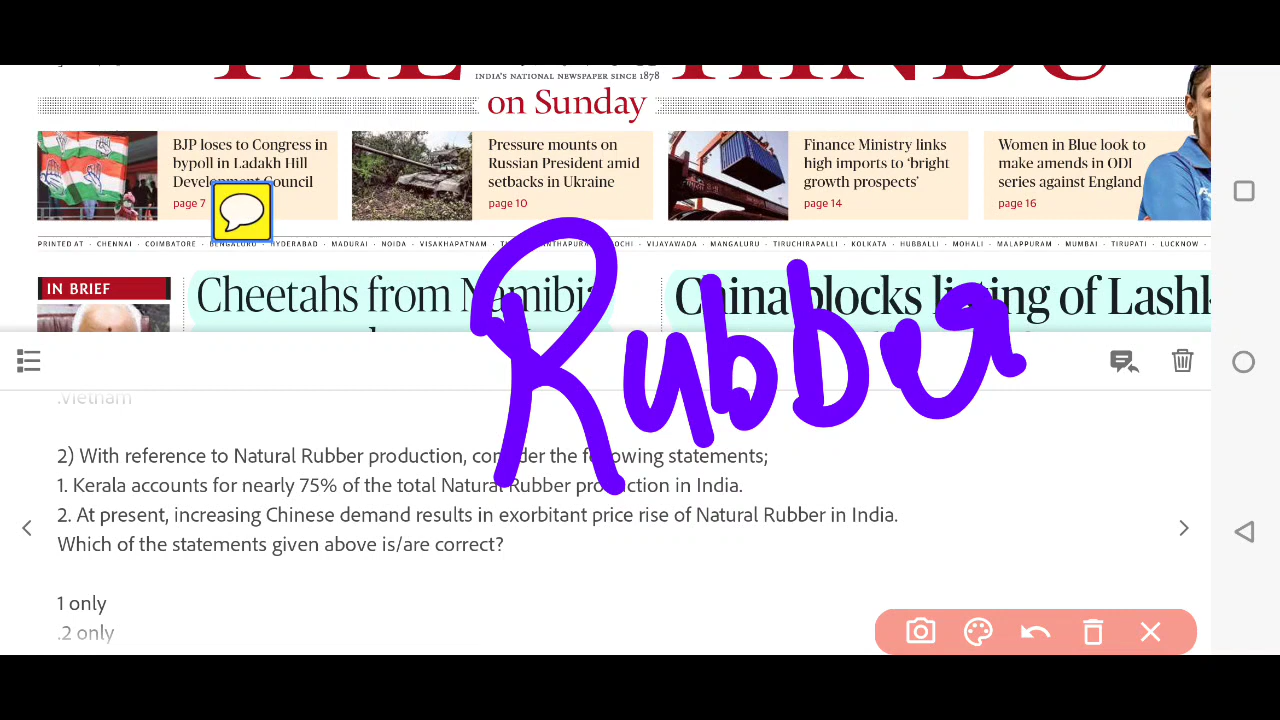 INDIA'S NATIONAL NEWSPAPER SINCE 1878
on Sunday
BJP loses to Congress in
bypoll in Ladakh Hill
Development Council
page 7
Pressure mounts on
Russian President amid
setbacks in Ukraine
page 10
Finance Ministry links
high imports to ‘bright
growth prospects’
page 14
Women in Blue look to
make amends in ODI
series against England
page 16
PRINTED AT · CHENNAI · COIMBATORE · BENGALURU · HYDERABAD · MADURAI · NOIDA · VISAKHAPATNAM · KOCHI · VIJAYAWADA · MANGALURU · TIRUCHIRAPALLI · KOLKATA · HUBBALLI · MOHALI · MALAPPURAM · MUMBAI · TIRUPATI · LUCKNOW ·
IN BRIEF
Cheetahs from Namibia
China blocks listing of Lashk
Rubber
.Vietnam
2) With reference to Natural Rubber production, consider the following statements;
1. Kerala accounts for nearly 75% of the total Natural Rubber production in India.
2. At present, increasing Chinese demand results in exorbitant price rise of Natural Rubber in India.
Which of the statements given above is/are correct?
1 only
.2 only